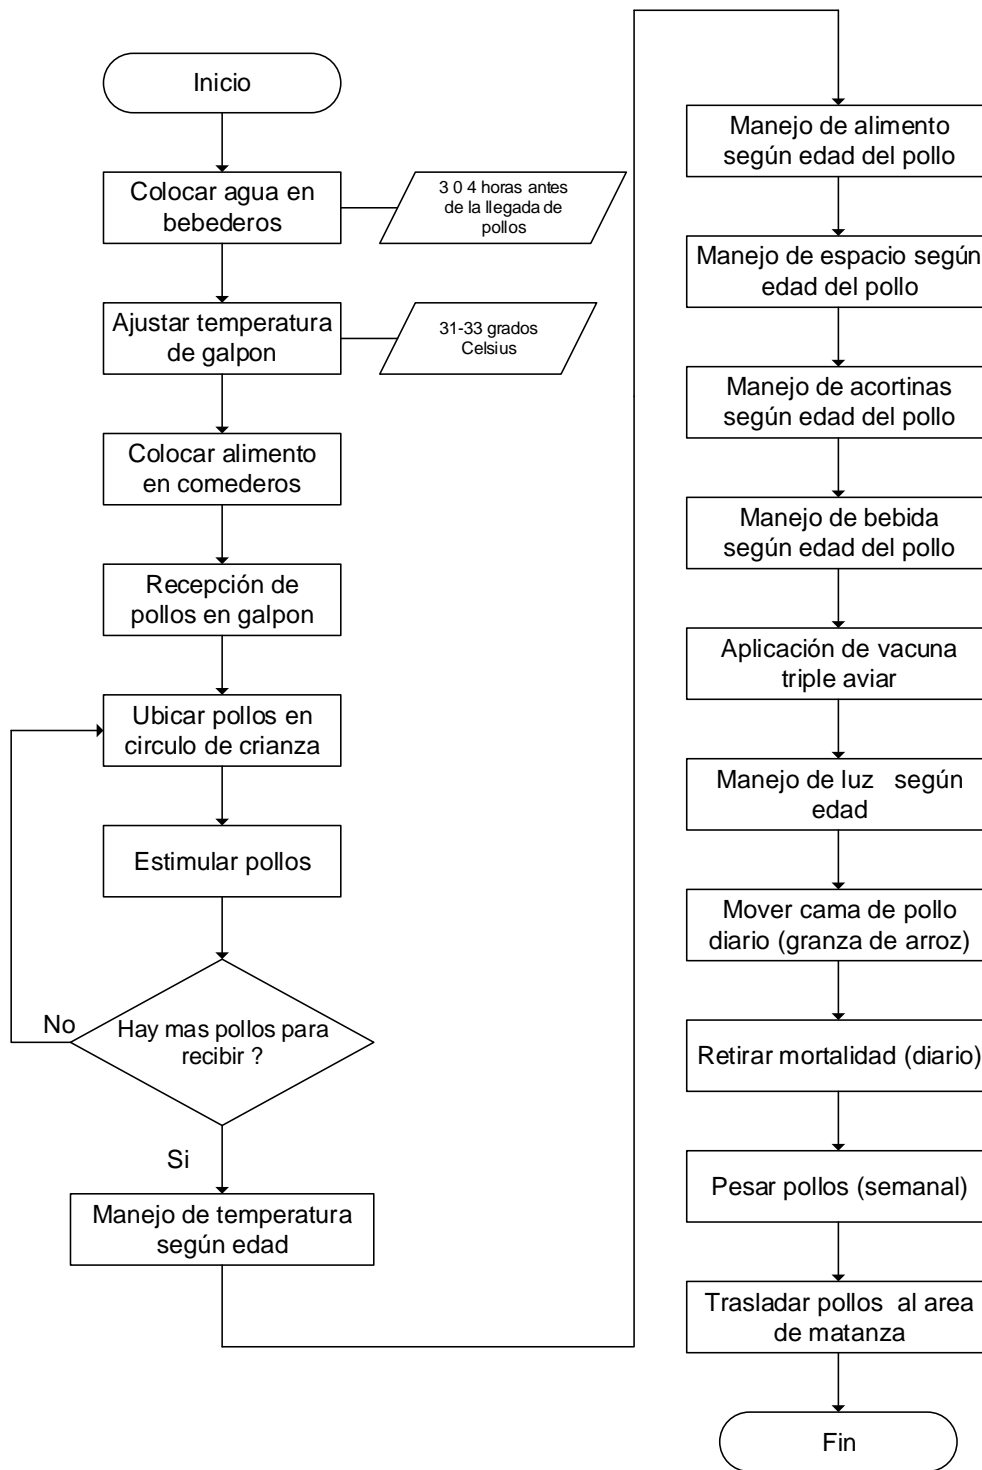 Inicio
Colocar agua en
bebederos
3 0 4 horas antes
de la llegada de
pollos
Ajustar temperatura
de galpon
31-33 grados
Celsius
Colocar alimento
en comederos
Recepción de
pollos en galpon
Ubicar pollos en
circulo de crianza
Estimular pollos
Hay mas pollos para
recibir ?
No
Si
Manejo de temperatura
según edad
Manejo de alimento
según edad del pollo
Manejo de espacio según
edad del pollo
Manejo de acortinas
según edad del pollo
Manejo de bebida
según edad del pollo
Aplicación de vacuna
triple aviar
Manejo de luz según
edad
Mover cama de pollo
diario (granza de arroz)
Retirar mortalidad (diario)
Pesar pollos (semanal)
Trasladar pollos al area
de matanza
Fin